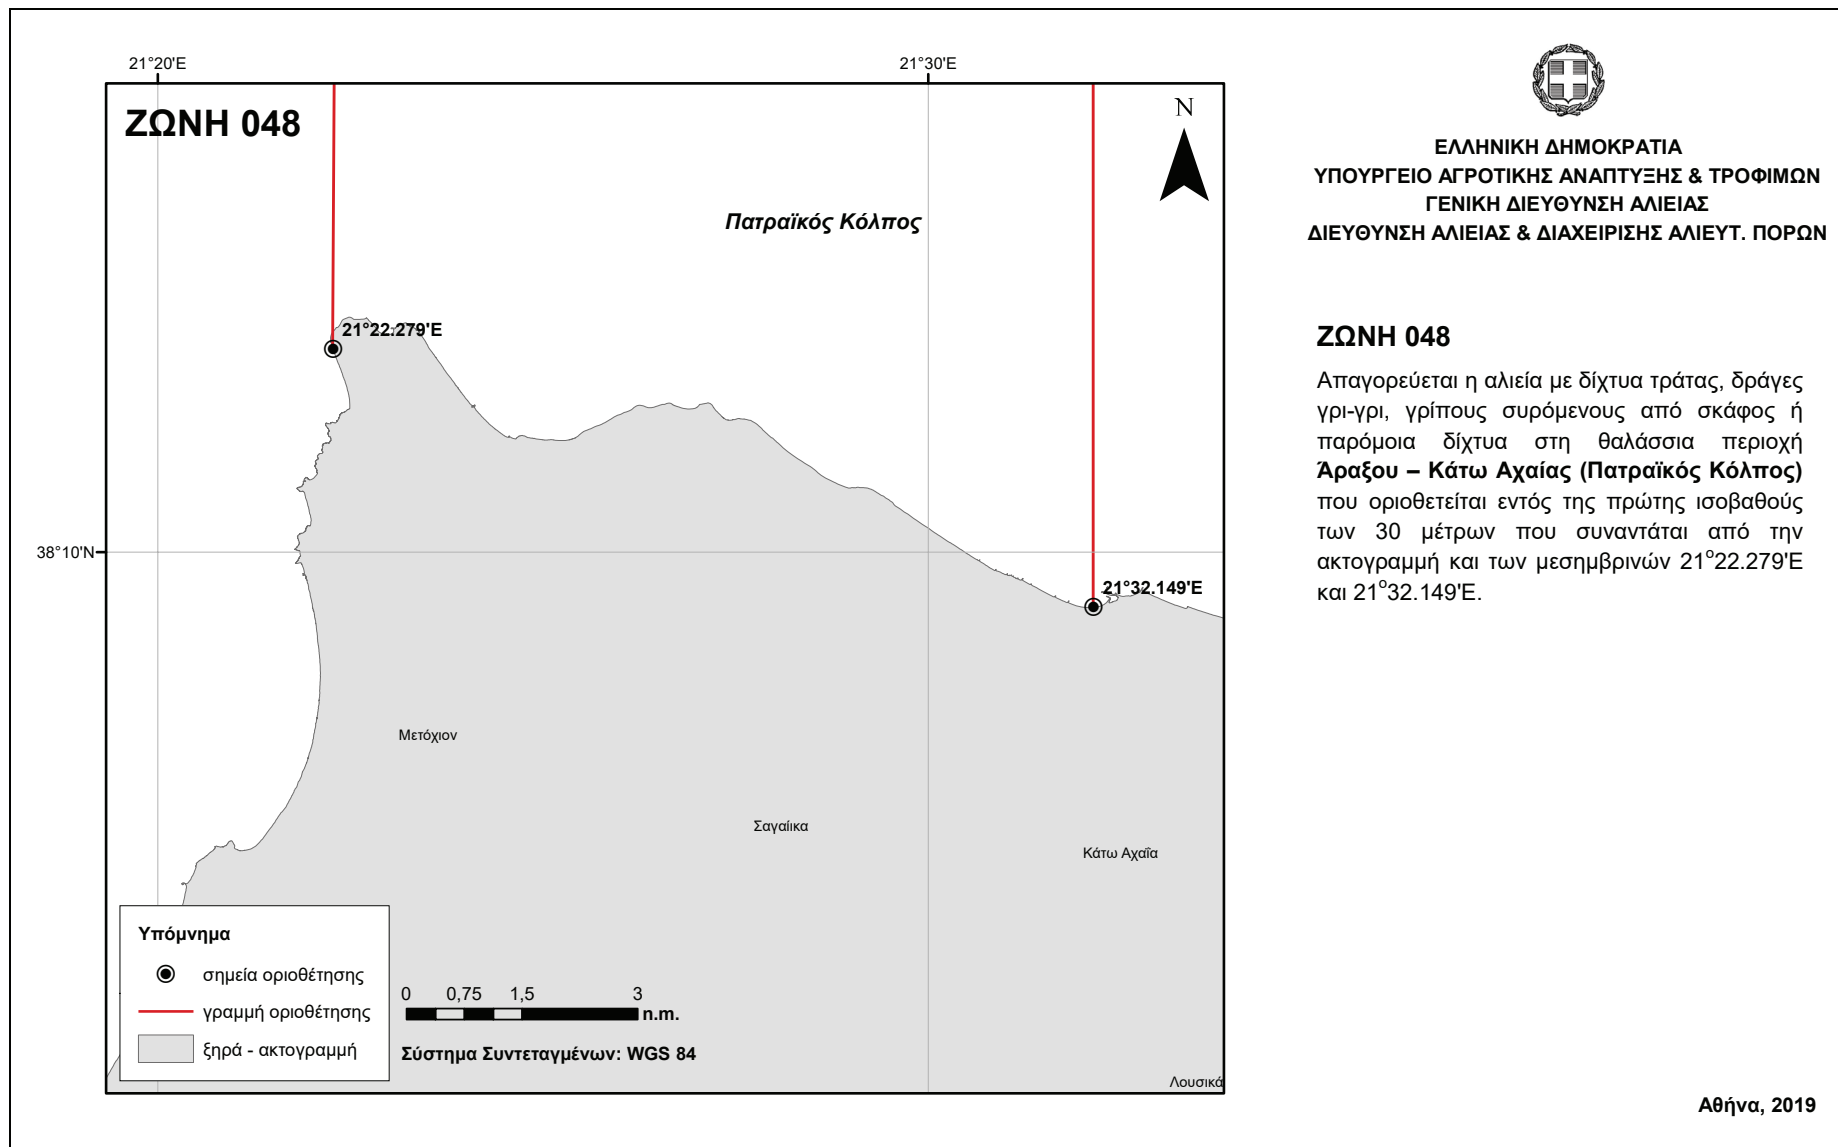 21°20'E
21°30'E
ΖΩΝΗ 048
N
Πατραϊκός Κόλπος
21°22.279'E
38°10'N
21°32.149'E
Μετόχιον
Σαγαίικα
Κάτω Αχαΐα
Λουσικά
Υπόμνημα
σημεία οριοθέτησης
γραμμή οριοθέτησης
ξηρά - ακτογραμμή
0 0,75 1,5 3
n.m.
Σύστημα Συντεταγμένων: WGS 84
ΕΛΛΗΝΙΚΗ ΔΗΜΟΚΡΑΤΙΑ
ΥΠΟΥΡΓΕΙΟ ΑΓΡΟΤΙΚΗΣ ΑΝΑΠΤΥΞΗΣ & ΤΡΟΦΙΜΩΝ
ΓΕΝΙΚΗ ΔΙΕΥΘΥΝΣΗ ΑΛΙΕΙΑΣ
ΔΙΕΥΘΥΝΣΗ ΑΛΙΕΙΑΣ & ΔΙΑΧΕΙΡΙΣΗΣ ΑΛΙΕΥΤ. ΠΟΡΩΝ
ΖΩΝΗ 048
Απαγορεύεται η αλιεία με δίχτυα τράτας, δράγες
γρι-γρι, γρίπους συρόμενους από σκάφος ή
παρόμοια δίχτυα στη θαλάσσια περιοχή
Άραξου – Κάτω Αχαίας (Πατραϊκός Κόλπος)
που οριοθετείται εντός της πρώτης ισοβαθούς
των 30 μέτρων που συναντάται από την
ακτογραμμή και των μεσημβρινών 21°22.279'E
και 21°32.149'E.
Αθήνα, 2019